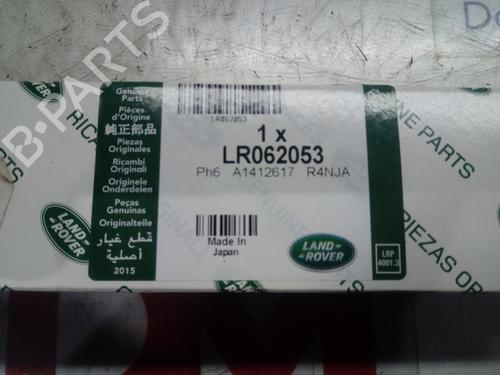 Genuine Parts
Pièces d'Origine
純正部品
Piezas Originales
Ricambi Originali
Originele Onderdelen
Peças Genuinas
Originalteile
قطع غيار أصلية
2015
LR062053
1 x
LR062053
Ph6 A1412617 R4NJA
Made In
Japan
LAND ROVER
LAND ROVER
LRP
4001.3
B-PARTS
GENUINE PARTS
PIEZAS